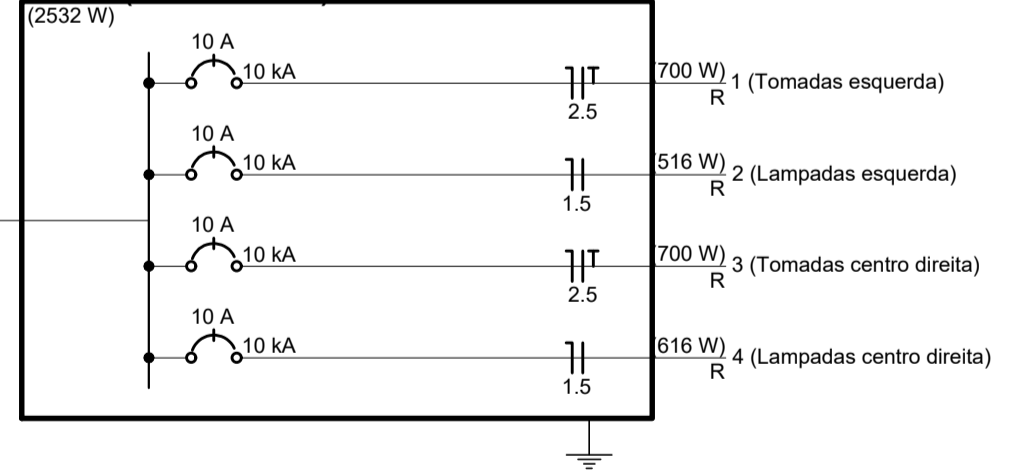 (2532 W)
10 A
10 kA
2.5
(700 W)
R
1 (Tomadas esquerda)
10 A
10 kA
1.5
(516 W)
R
2 (Lampadas esquerda)
10 A
10 kA
T
2.5
(700 W)
R
3 (Tomadas centro direita)
10 A
10 kA
1.5
(616 W)
R
4 (Lampadas centro direita)